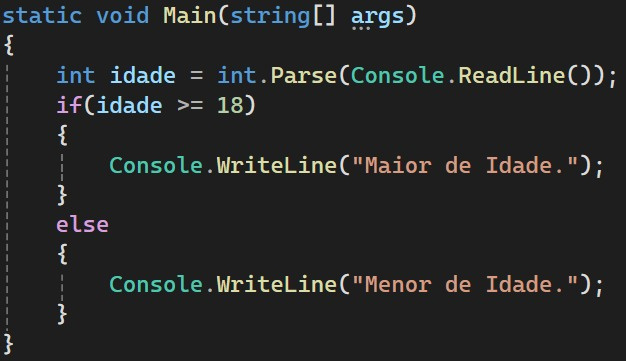 static void Main(string[] args)
{
    int idade = int.Parse(Console.ReadLine());
    if(idade >= 18)
    {
        Console.WriteLine("Maior de Idade.");
    }
    else
    {
        Console.WriteLine("Menor de Idade.");
    }
}